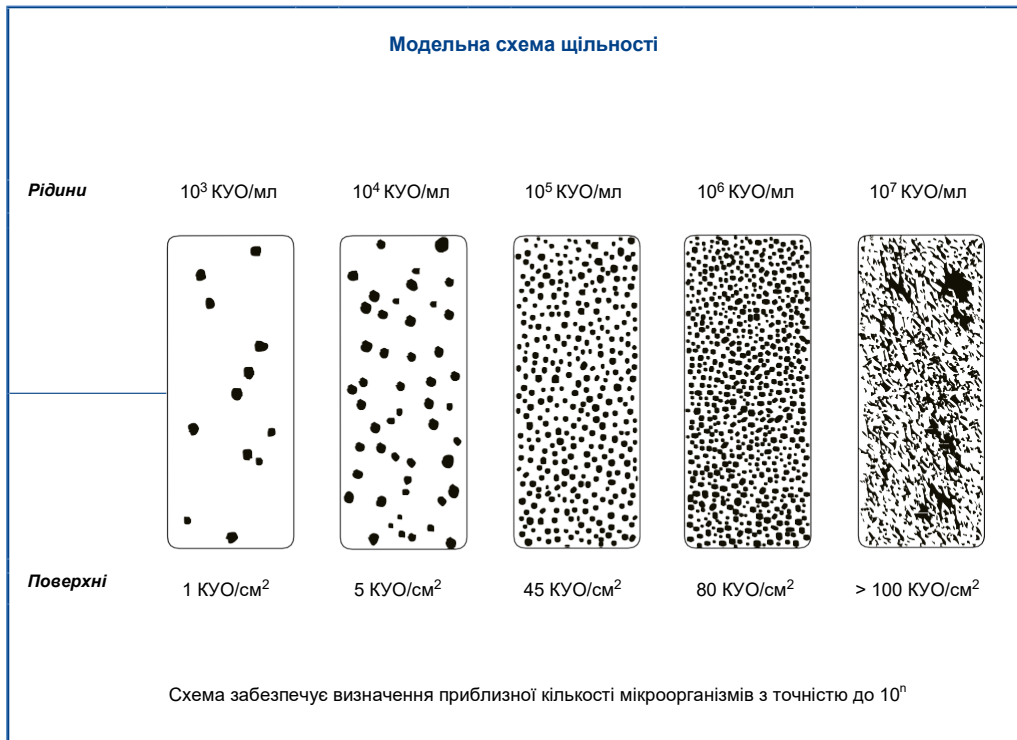 Модельна схема щільності
Рідини 10³ КУО/мл 10⁴ КУО/мл 10⁵ КУО/мл 10⁶ КУО/мл 10⁷ КУО/мл
Поверхні 1 КУО/см² 5 КУО/см² 45 КУО/см² 80 КУО/см² > 100 КУО/см²
Схема забезпечує визначення приблизної кількості мікроорганізмів з точністю до 10ⁿ